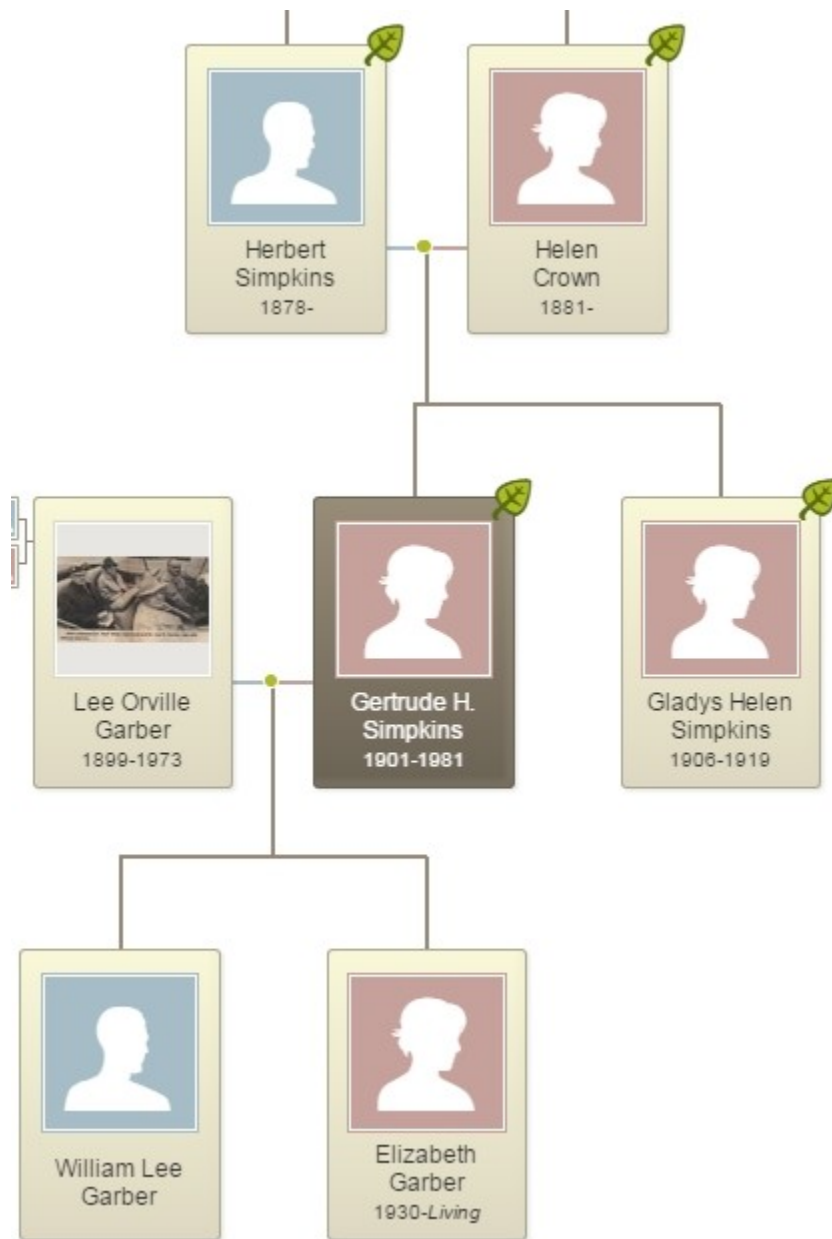 Herbert
Simpkins
1878-
Helen
Crown
1881-
Lee Orville
Garber
1899-1973
Gertrude H.
Simpkins
1901-1981
Gladys Helen
Simpkins
1906-1919
William Lee
Garber
Elizabeth
Garber
1930-Living